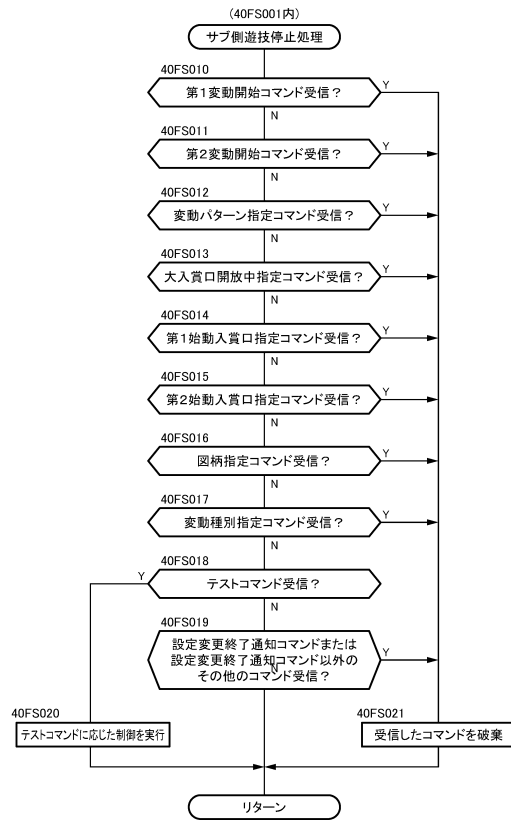 (40FS001内)
サブ側遊技停止処理
40FS010
第1変動開始コマンド受信?
Y
N
40FS011
第2変動開始コマンド受信?
Y
N
40FS012
変動パターン指定コマンド受信?
Y
N
40FS013
大入賞口開放中指定コマンド受信?
Y
N
40FS014
第1始動入賞口指定コマンド受信?
Y
N
40FS015
第2始動入賞口指定コマンド受信?
Y
N
40FS016
図柄指定コマンド受信?
Y
N
40FS017
変動種別指定コマンド受信?
Y
N
40FS018
Y
テストコマンド受信?
N
40FS019
設定変更終了通知コマンドまたは
設定変更終了通知コマンド以外の
その他のコマンド受信?
Y
N
40FS020
テストコマンドに応じた制御を実行
40FS021
受信したコマンドを破棄
リターン